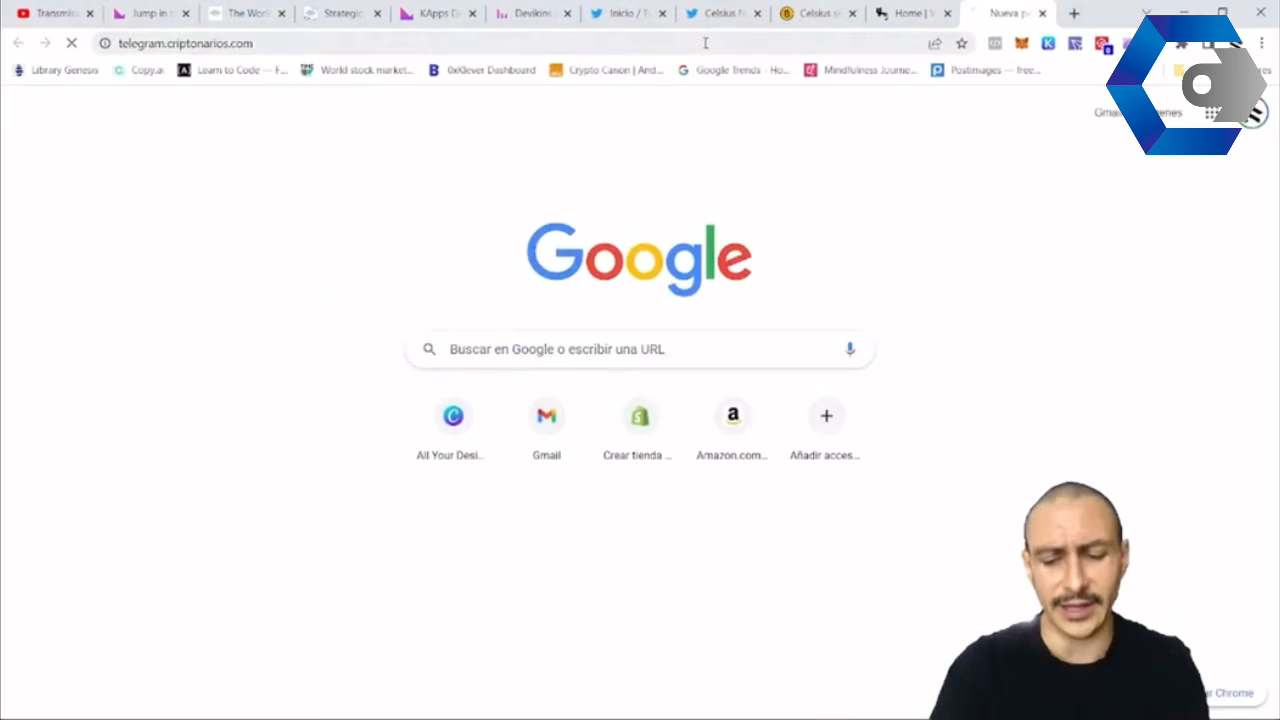 Transmis
Jump in t
The Worl
Strategic
KApps D
Devikins
Inicio / T
Celsius N
Celsius s
Home | V
Nueva pe
telegram.criptonarios.com
Library Genesis
Copy.ai
Learn to Code — F...
World stock market...
0xKlever Dashboard
Crypto Canon | And...
Google Trends - Ho...
Mindfulness Journe...
Postimages — free...
Google
Buscar en Google o escribir una URL
All Your Desi...
Gmail
Crear tienda ...
Amazon.com...
Añadir acces...
Chrome